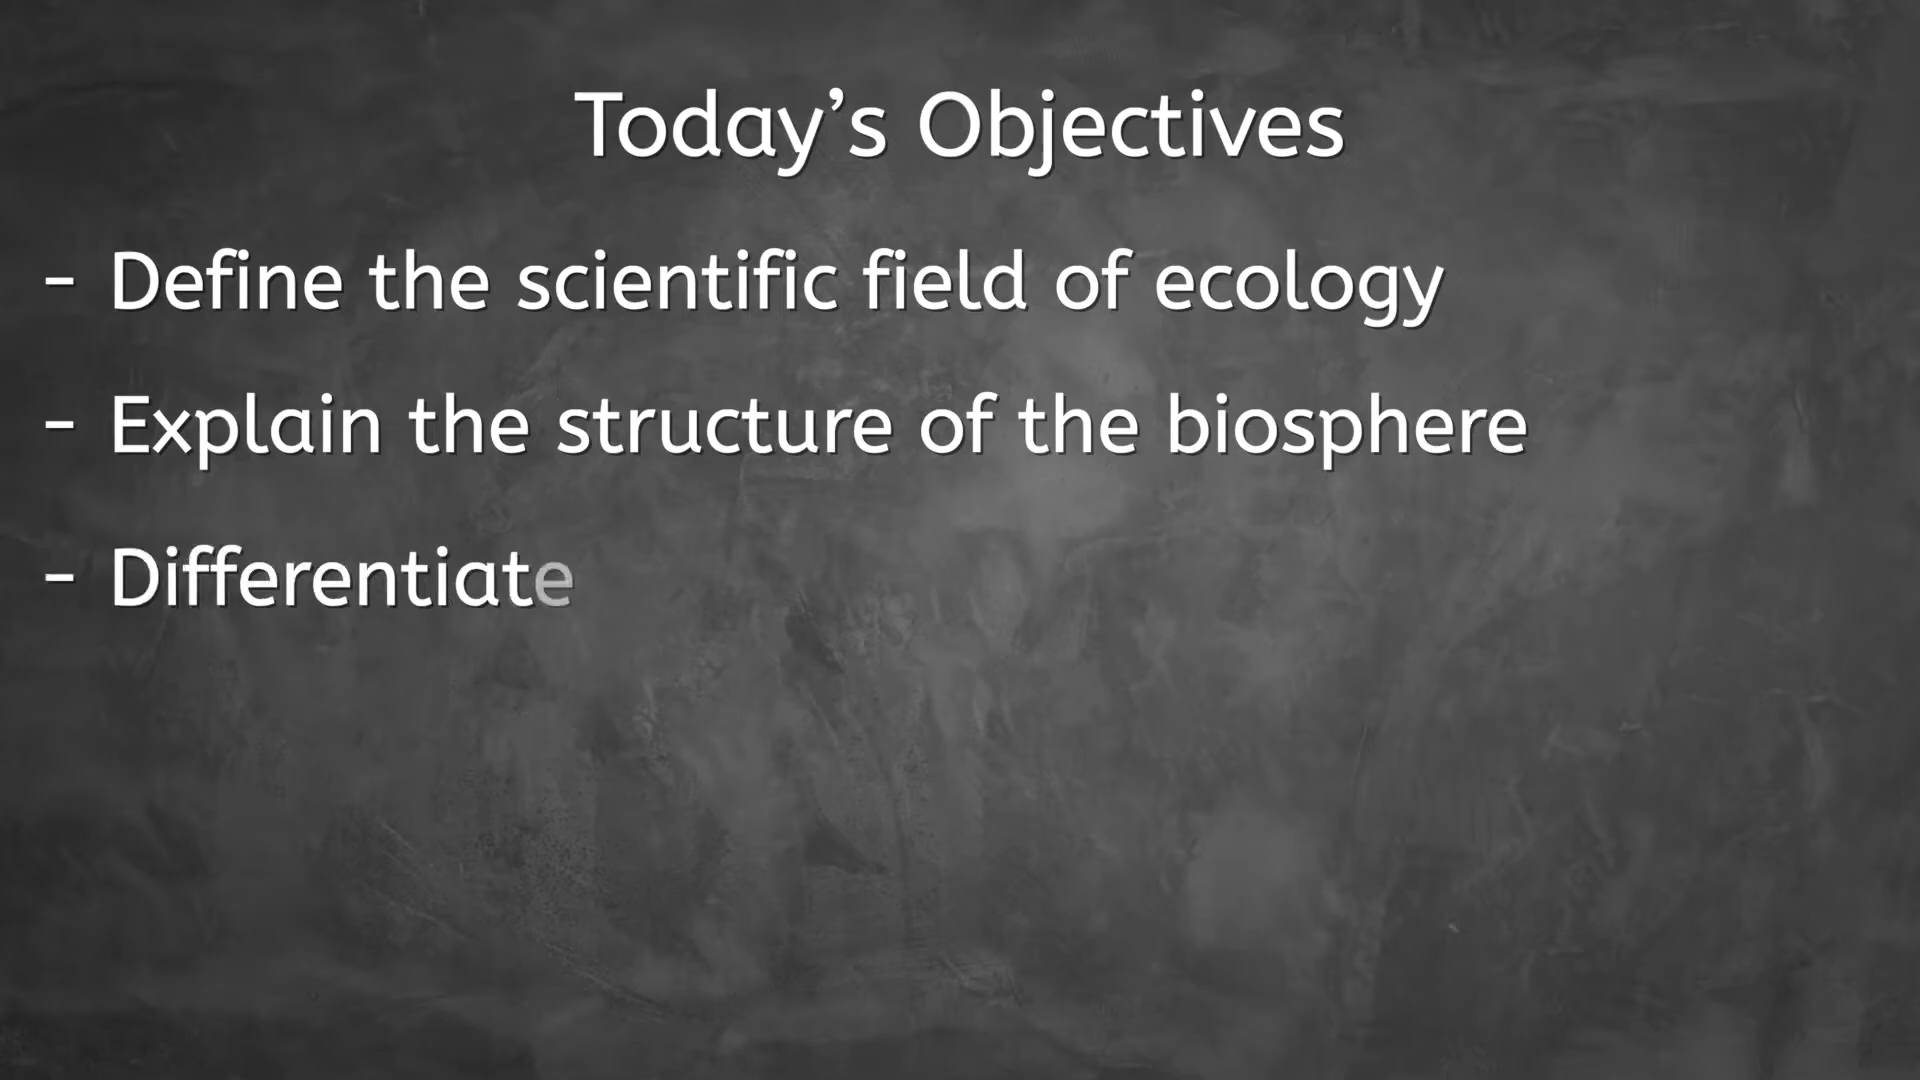 Today’s Objectives
- Define the scientific field of ecology
- Explain the structure of the biosphere
- Differentiate